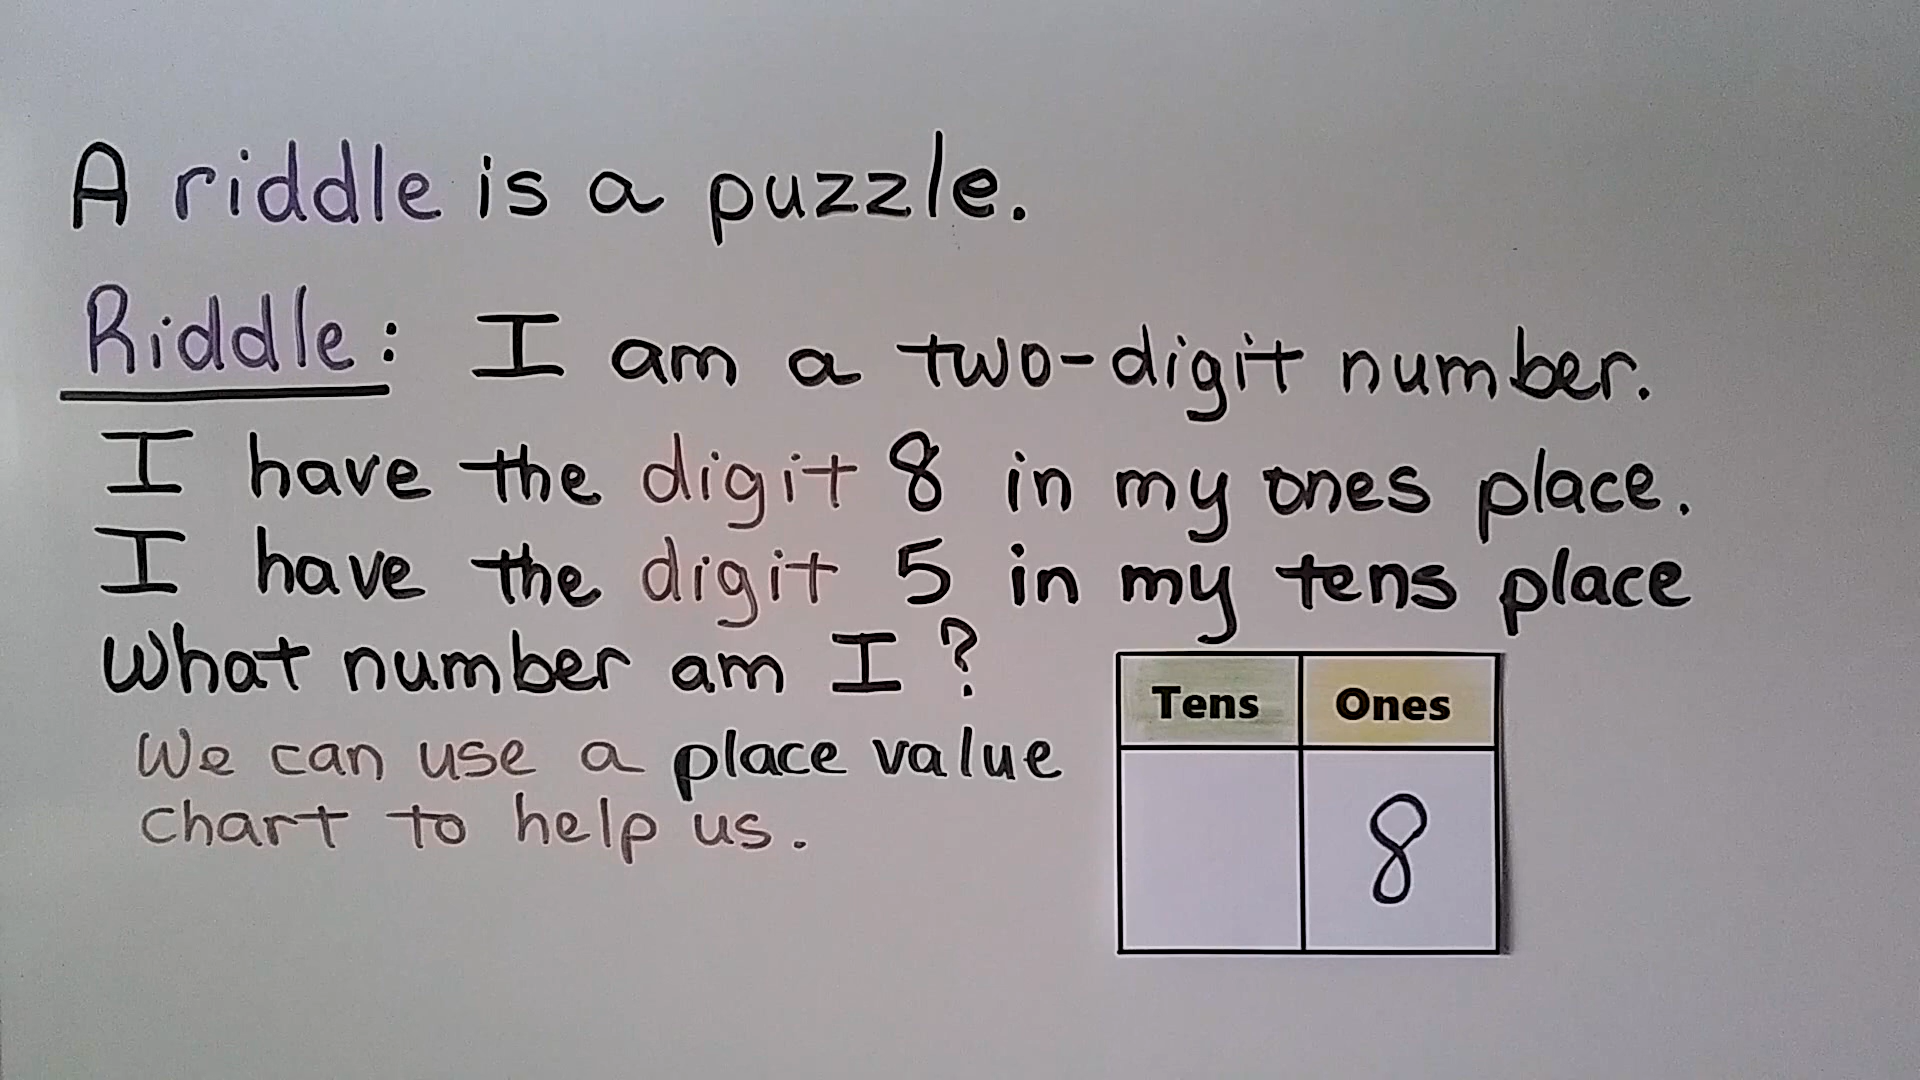 A riddle is a puzzle.
Riddle: I am a two-digit number.
I have the digit 8 in my ones place.
I have the digit 5 in my tens place
What number am I?
We can use a place value
chart to help us.
Tens Ones
8